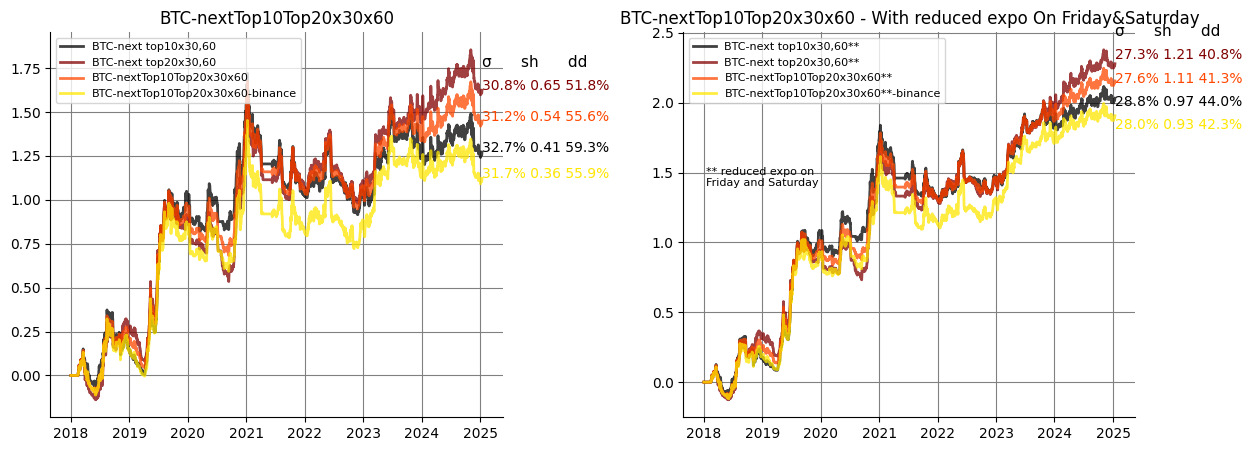 BTC-nextTop10Top20x30x60
BTC-next top10x30,60
BTC-next top20x30,60
BTC-nextTop10Top20x30x60
BTC-nextTop10Top20x30x60-binance
σ sh dd
30.8% 0.65 51.8%
31.2% 0.54 55.6%
32.7% 0.41 59.3%
31.7% 0.36 55.9%
1.75
1.50
1.25
1.00
0.75
0.50
0.25
0.00
2018 2019 2020 2021 2022 2023 2024 2025
BTC-nextTop10Top20x30x60 - With reduced expo On Friday&Saturday
BTC-next top10x30,60**
BTC-next top20x30,60**
BTC-nextTop10Top20x30x60**
BTC-nextTop10Top20x30x60**-binance
σ sh dd
27.3% 1.21 40.8%
27.6% 1.11 41.3%
28.8% 0.97 44.0%
28.0% 0.93 42.3%
** reduced expo on
Friday and Saturday
2.5
2.0
1.5
1.0
0.5
0.0
2018 2019 2020 2021 2022 2023 2024 2025